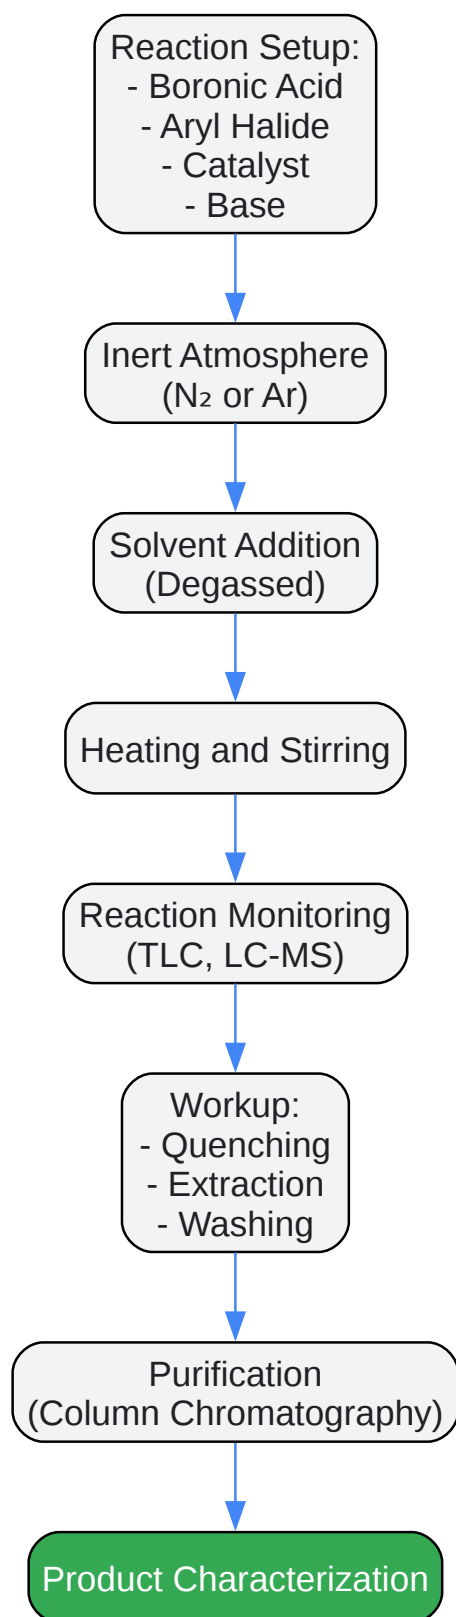 Reaction Setup:
- Boronic Acid
- Aryl Halide
- Catalyst
- Base
Inert Atmosphere
(N₂ or Ar)
Solvent Addition
(Degassed)
Heating and Stirring
Reaction Monitoring
(TLC, LC-MS)
Workup:
- Quenching
- Extraction
- Washing
Purification
(Column Chromatography)
Product Characterization